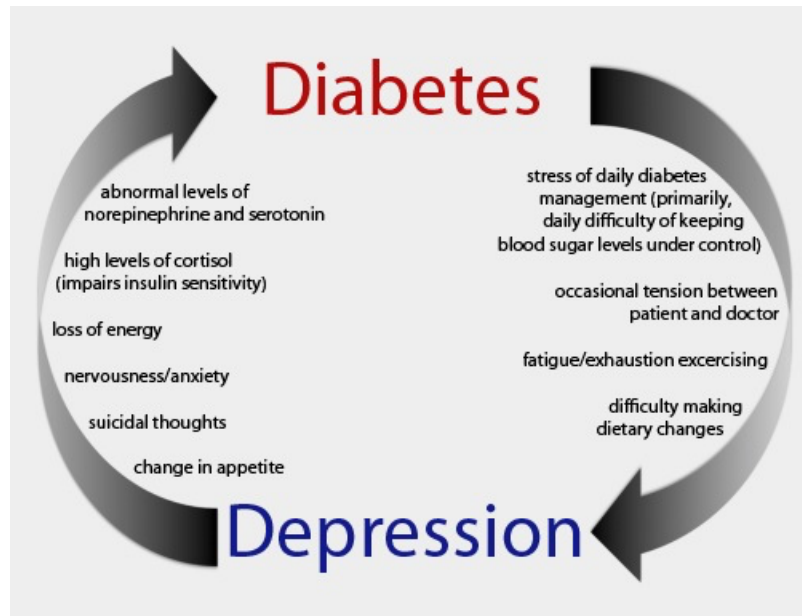 Diabetes
abnormal levels of
norepinephrine and serotonin
high levels of cortisol
(impairs insulin sensitivity)
loss of energy
nervousness/anxiety
suicidal thoughts
change in appetite
stress of daily diabetes
management (primarily,
daily difficulty of keeping
blood sugar levels under control)
occasional tension between
patient and doctor
fatigue/exhaustion excercising
difficulty making
dietary changes
Depression